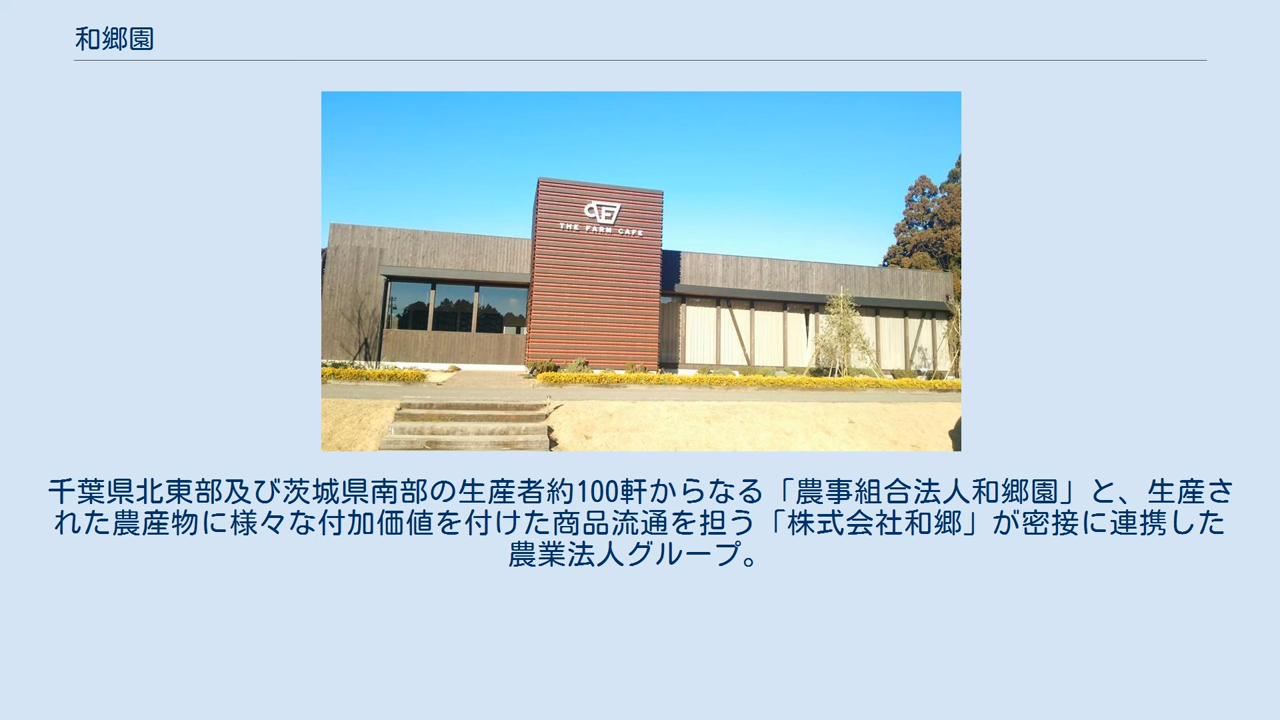 和郷園
THE FARM CAFE
千葉県北東部及び茨城県南部の生産者約100軒からなる「農事組合法人和郷園」と、生産さ
れた農産物に様々な付加価値を付けた商品流通を担う「株式会社和郷」が密接に連携した
農業法人グループ。